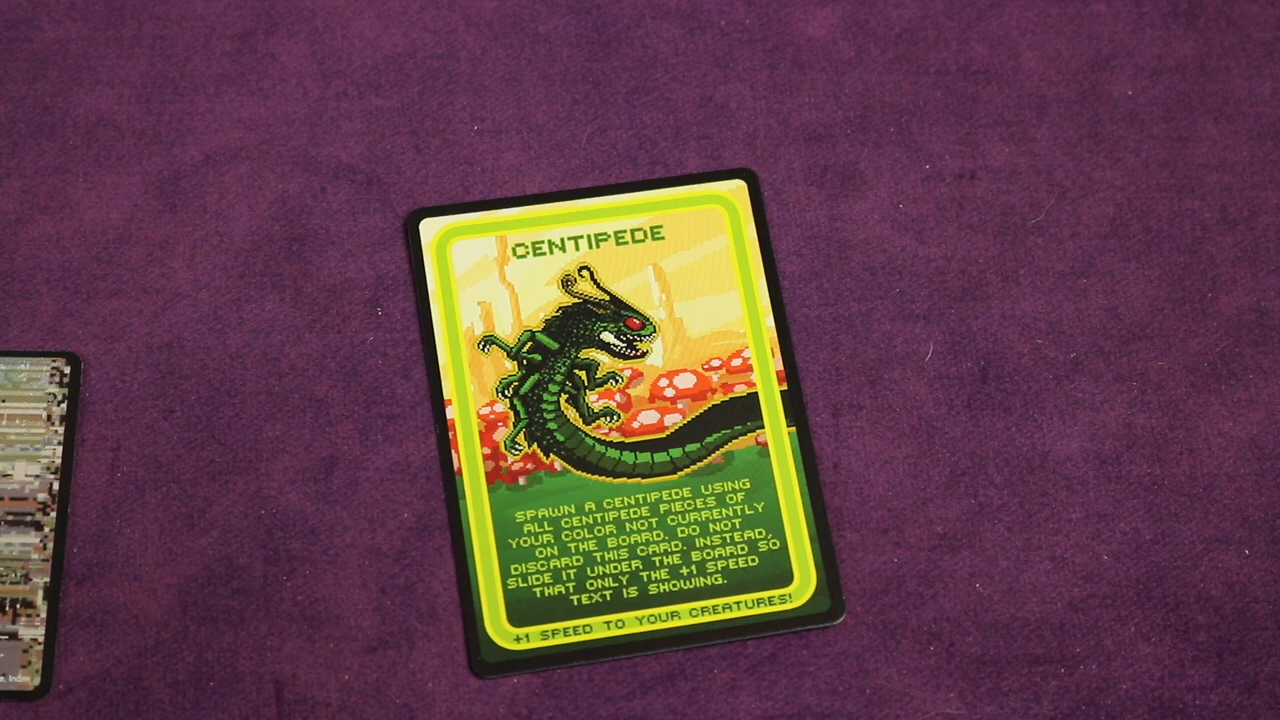 CENTIPEDE
SPAWN A CENTIPEDE USING
ALL CENTIPEDE PIECES OF
YOUR COLOR NOT CURRENTLY
ON THE BOARD. DO NOT
DISCARD THIS CARD. INSTEAD,
SLIDE IT UNDER THE BOARD SO
THAT ONLY THE +1 SPEED
TEXT IS SHOWING.
+1 SPEED TO YOUR CREATURES!